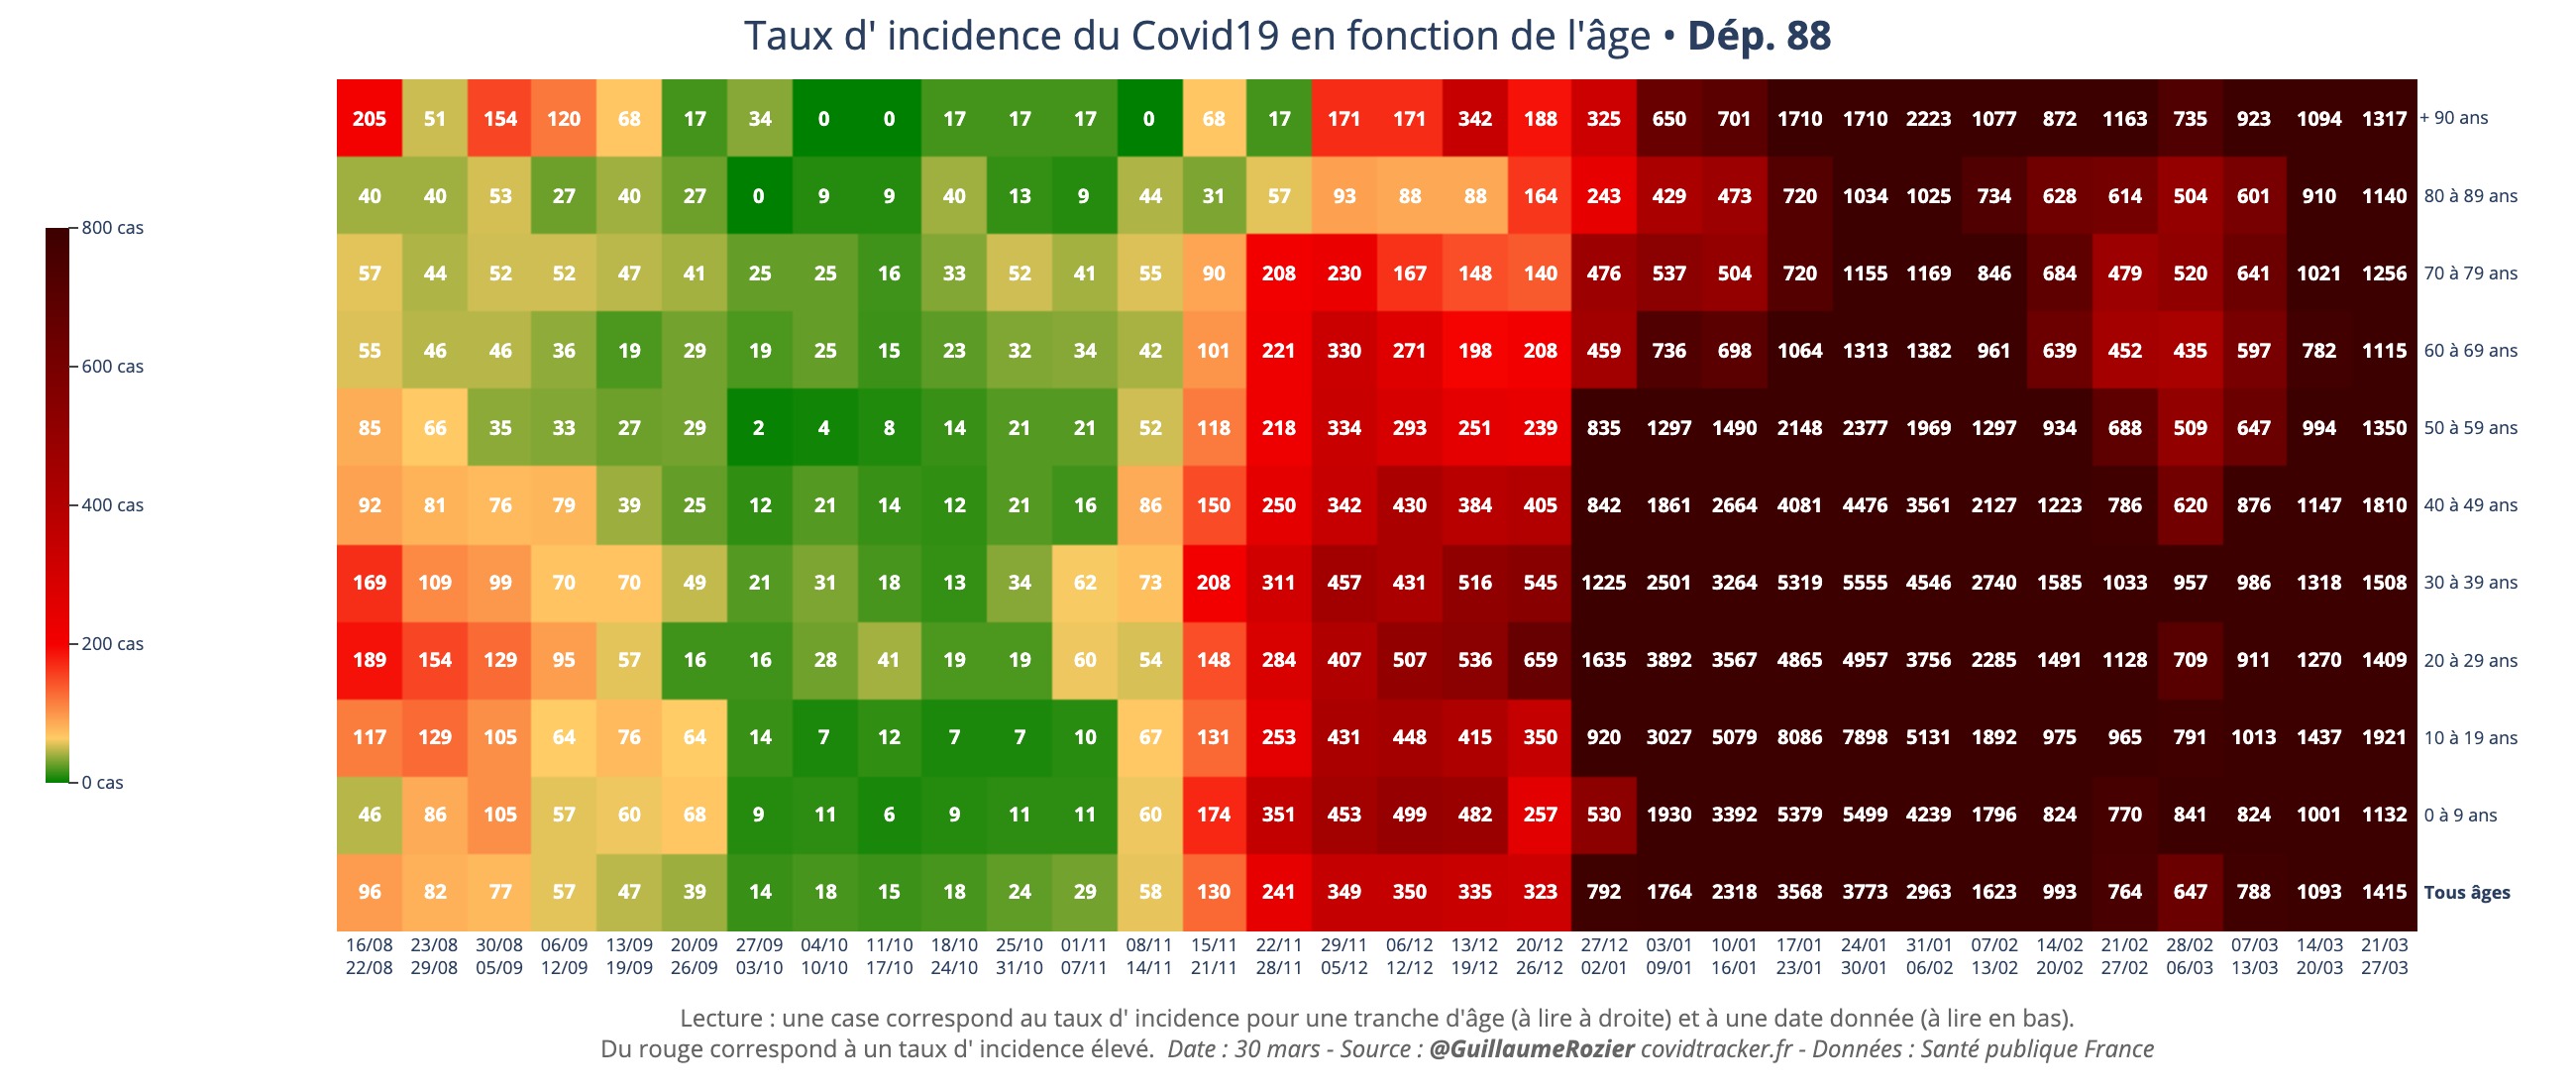 Taux d' incidence du Covid19 en fonction de l'âge • Dép. 88
205 51 154 120 68 17 34 0 0 17 17 17 0 68 17 171 171 342 188 325 650 701 1710 1710 2223 1077 872 1163 735 923 1094 1317 + 90 ans
40 40 53 27 40 27 0 9 9 40 13 9 44 31 57 93 88 88 164 243 429 473 720 1034 1025 734 628 614 504 601 910 1140 80 à 89 ans
57 44 52 52 47 41 25 25 16 33 52 41 55 90 208 230 167 148 140 476 537 504 720 1155 1169 846 684 479 520 641 1021 1256 70 à 79 ans
55 46 46 36 19 29 19 25 15 23 32 34 42 101 221 330 271 198 208 459 736 698 1064 1313 1382 961 639 452 435 597 782 1115 60 à 69 ans
85 66 35 33 27 29 2 4 8 14 21 21 52 118 218 334 293 251 239 835 1297 1490 2148 2377 1969 1297 934 688 509 647 994 1350 50 à 59 ans
92 81 76 79 39 25 12 21 14 12 21 16 86 150 250 342 430 384 405 842 1861 2664 4081 4476 3561 2127 1223 786 620 876 1147 1810 40 à 49 ans
169 109 99 70 70 49 21 31 18 13 34 62 73 208 311 457 431 516 545 1225 2501 3264 5319 5555 4546 2740 1585 1033 957 986 1318 1508 30 à 39 ans
189 154 129 95 57 16 16 28 41 19 19 60 54 148 284 407 507 536 659 1635 3892 3567 4865 4957 3756 2285 1491 1128 709 911 1270 1409 20 à 29 ans
117 129 105 64 76 64 14 7 12 7 7 10 67 131 253 431 448 415 350 920 3027 5079 8086 7898 5131 1892 975 965 791 1013 1437 1921 10 à 19 ans
46 86 105 57 60 68 9 11 6 9 11 11 60 174 351 453 499 482 257 530 1930 3392 5379 5499 4239 1796 824 770 841 824 1001 1132 0 à 9 ans
96 82 77 57 47 39 14 18 15 18 24 29 58 130 241 349 350 335 323 792 1764 2318 3568 3773 2963 1623 993 764 647 788 1093 1415 Tous âges
16/08 23/08 30/08 06/09 13/09 20/09 27/09 04/10 11/10 18/10 25/10 01/11 08/11 15/11 22/11 29/11 06/12 13/12 20/12 27/12 03/01 10/01 17/01 24/01 31/01 07/02 14/02 21/02 28/02 07/03 14/03 21/03
22/08 29/08 05/09 12/09 19/09 26/09 03/10 10/10 17/10 24/10 31/10 07/11 14/11 21/11 28/11 05/12 12/12 19/12 26/12 02/01 09/01 16/01 23/01 30/01 06/02 13/02 20/02 27/02 06/03 13/03 20/03 27/03
800 cas
600 cas
400 cas
200 cas
0 cas
Lecture : une case correspond au taux d' incidence pour une tranche d'âge (à lire à droite) et à une date donnée (à lire en bas).
Du rouge correspond à un taux d' incidence élevé. Date : 30 mars - Source : @GuillaumeRozier covidtracker.fr - Données : Santé publique France